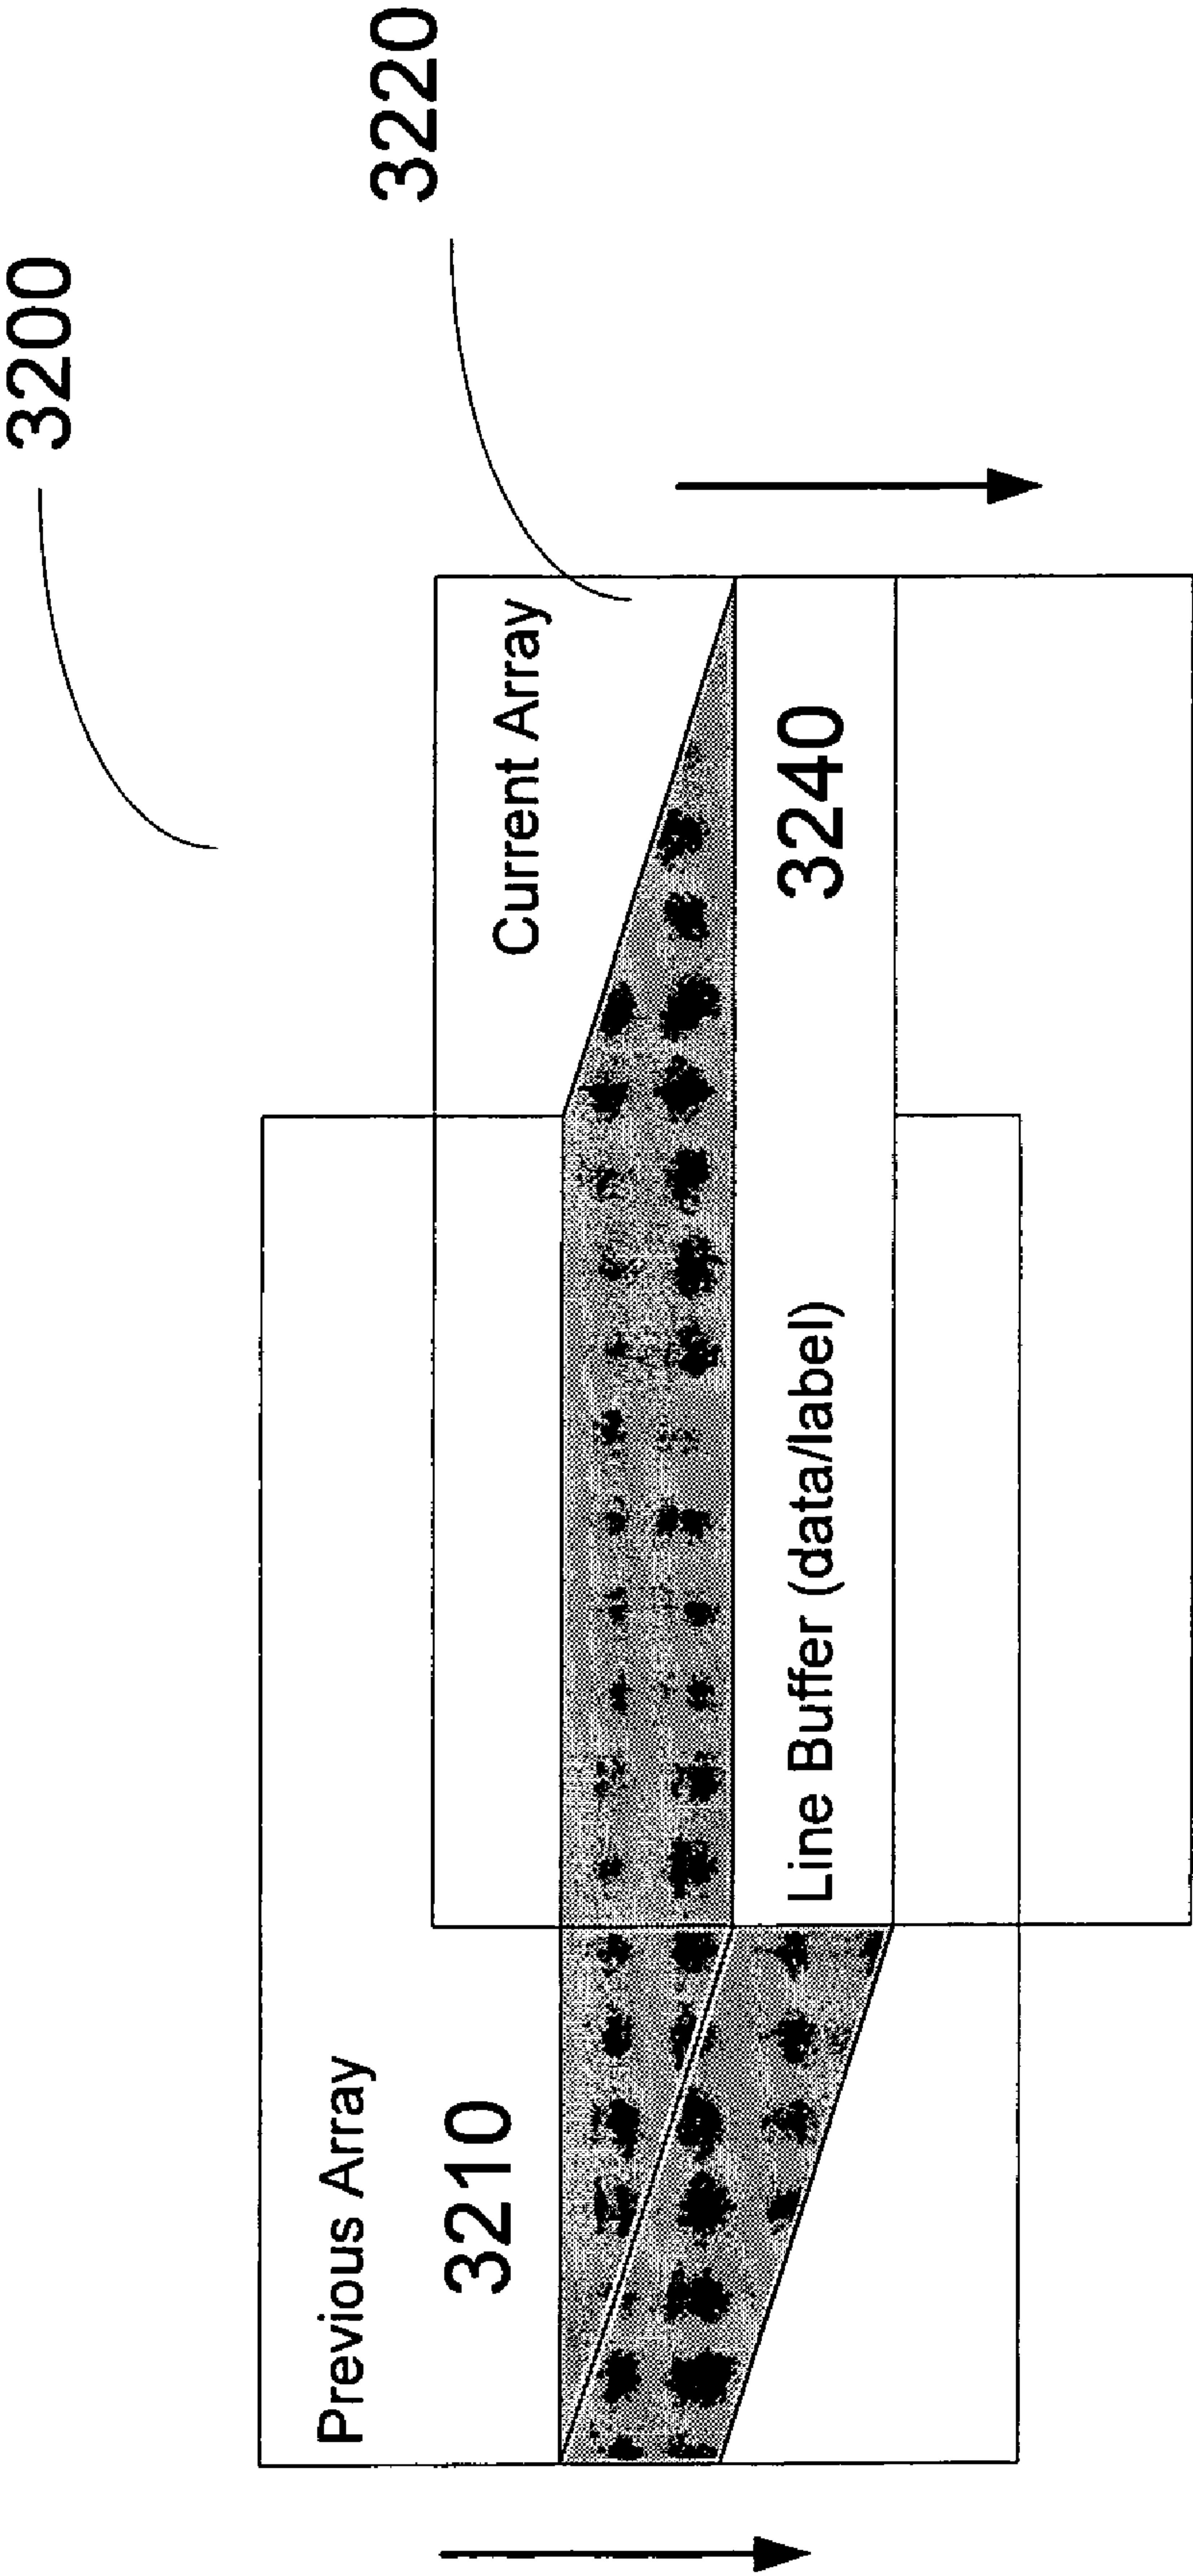 3200
3220
Previous Array
3210
Current Array
Line Buffer (data/label)
3240